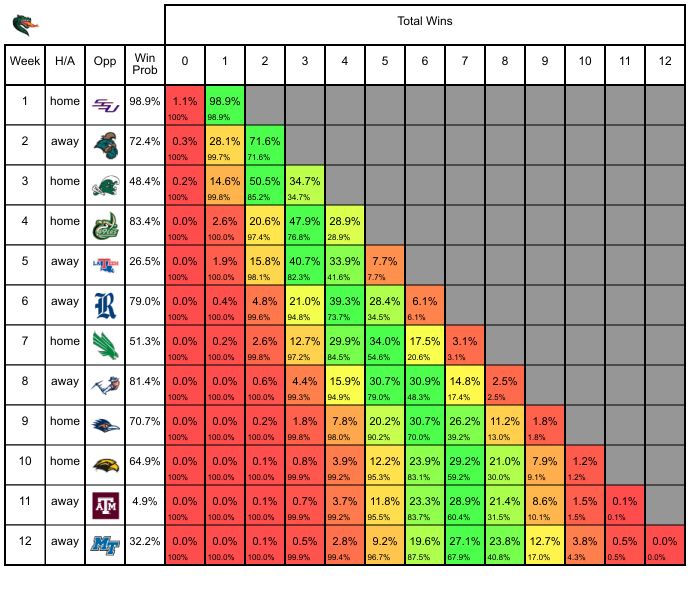 Total Wins
Week H/A Opp Win Prob 0 1 2 3 4 5 6 7 8 9 10 11 12
1 home 98.9% 1.1% 98.9%
100% 98.9%
2 away 72.4% 0.3% 28.1% 71.6%
100% 99.7% 71.6%
3 home 48.4% 0.2% 14.6% 50.5% 34.7%
100% 99.8% 85.2% 34.7%
4 home 83.4% 0.0% 2.6% 20.6% 47.9% 28.9%
100% 100.0% 97.4% 76.8% 28.9%
5 away LA TECH 26.5% 0.0% 1.9% 15.8% 40.7% 33.9% 7.7%
100% 100.0% 98.1% 82.3% 41.6% 7.7%
6 away R 79.0% 0.0% 0.4% 4.8% 21.0% 39.3% 28.4% 6.1%
100% 100.0% 99.6% 94.8% 73.7% 34.5% 6.1%
7 home 51.3% 0.0% 0.2% 2.6% 12.7% 29.9% 34.0% 17.5% 3.1%
100% 100.0% 99.8% 97.2% 84.5% 54.6% 20.6% 3.1%
8 away 81.4% 0.0% 0.0% 0.6% 4.4% 15.9% 30.7% 30.9% 14.8% 2.5%
100% 100.0% 100.0% 99.3% 94.9% 79.0% 48.3% 17.4% 2.5%
9 home 70.7% 0.0% 0.0% 0.2% 1.8% 7.8% 20.2% 30.7% 26.2% 11.2% 1.8%
100% 100.0% 100.0% 99.8% 98.0% 90.2% 70.0% 39.2% 13.0% 1.8%
10 home 64.9% 0.0% 0.0% 0.1% 0.8% 3.9% 12.2% 23.9% 29.2% 21.0% 7.9% 1.2%
100% 100.0% 100.0% 99.9% 99.2% 95.3% 83.1% 59.2% 30.0% 9.1% 1.2%
11 away ATM 4.9% 0.0% 0.0% 0.1% 0.7% 3.7% 11.8% 23.3% 28.9% 21.4% 8.6% 1.5% 0.1%
100% 100.0% 100.0% 99.9% 99.2% 95.5% 83.7% 60.4% 31.5% 10.1% 1.5% 0.1%
12 away MT 32.2% 0.0% 0.0% 0.1% 0.5% 2.8% 9.2% 19.6% 27.1% 23.8% 12.7% 3.8% 0.5% 0.0%
100% 100.0% 100.0% 99.9% 99.4% 96.7% 87.5% 67.9% 40.8% 17.0% 4.3% 0.5% 0.0%